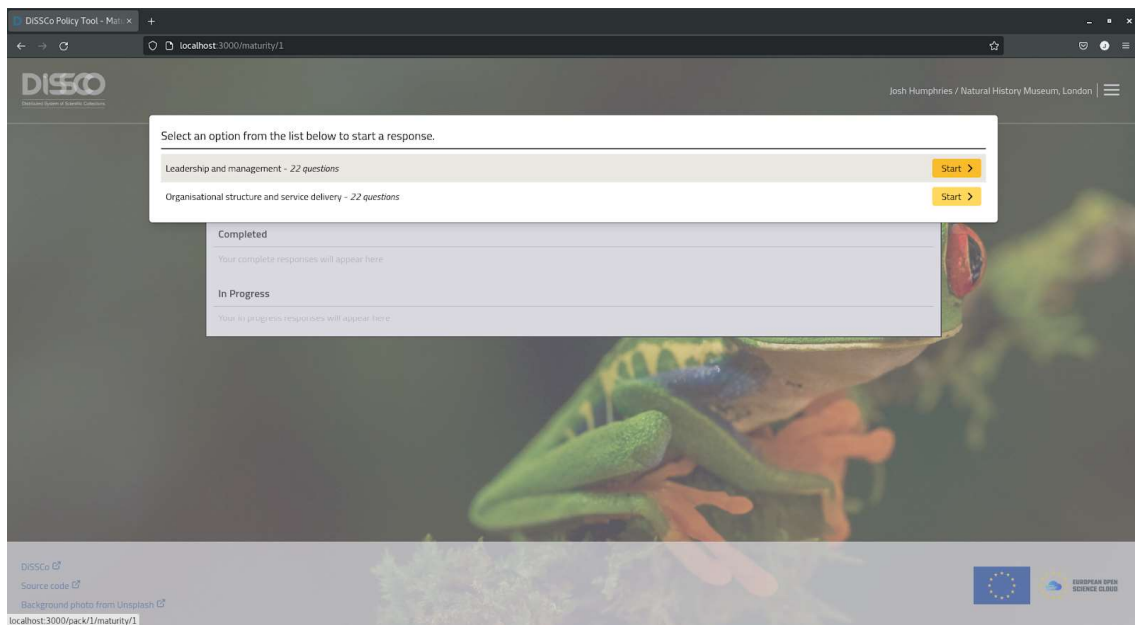 DiSSCo Policy Tool - Matu
localhost:3000/maturity/1
DISSCO
Distributed System of Scientific Collections
Josh Humphries / Natural History Museum, London
Select an option from the list below to start a response.
Leadership and management - 22 questions
Start
Organisational structure and service delivery - 22 questions
Start
Completed
Your complete responses will appear here
In Progress
Your in progress responses will appear here
DiSSCo
Source code
Background photo from Unsplash
EUROPEAN OPEN
SCIENCE CLOUD
localhost:3000/pack/1/maturity/1